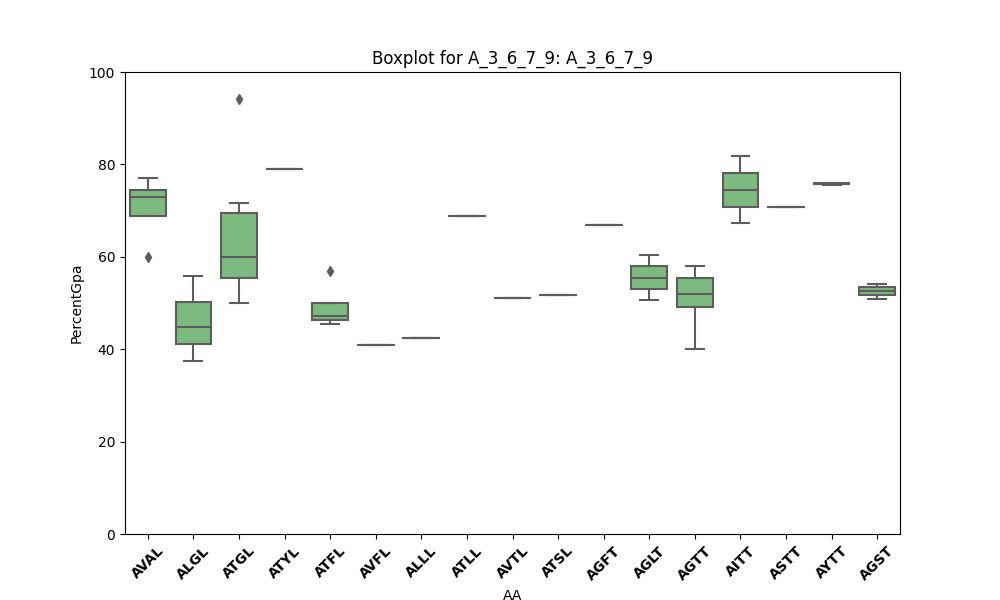 Boxplot for A_3_6_7_9: A_3_6_7_9
100
80
60
40
20
0
PercentGpa
AVAL ALGL ATGL ATYL ATFL AVFL ALLL ATLL AVTL ATSL AGFT AGLT AGTT AITT ASTT AYTT AGST
AA